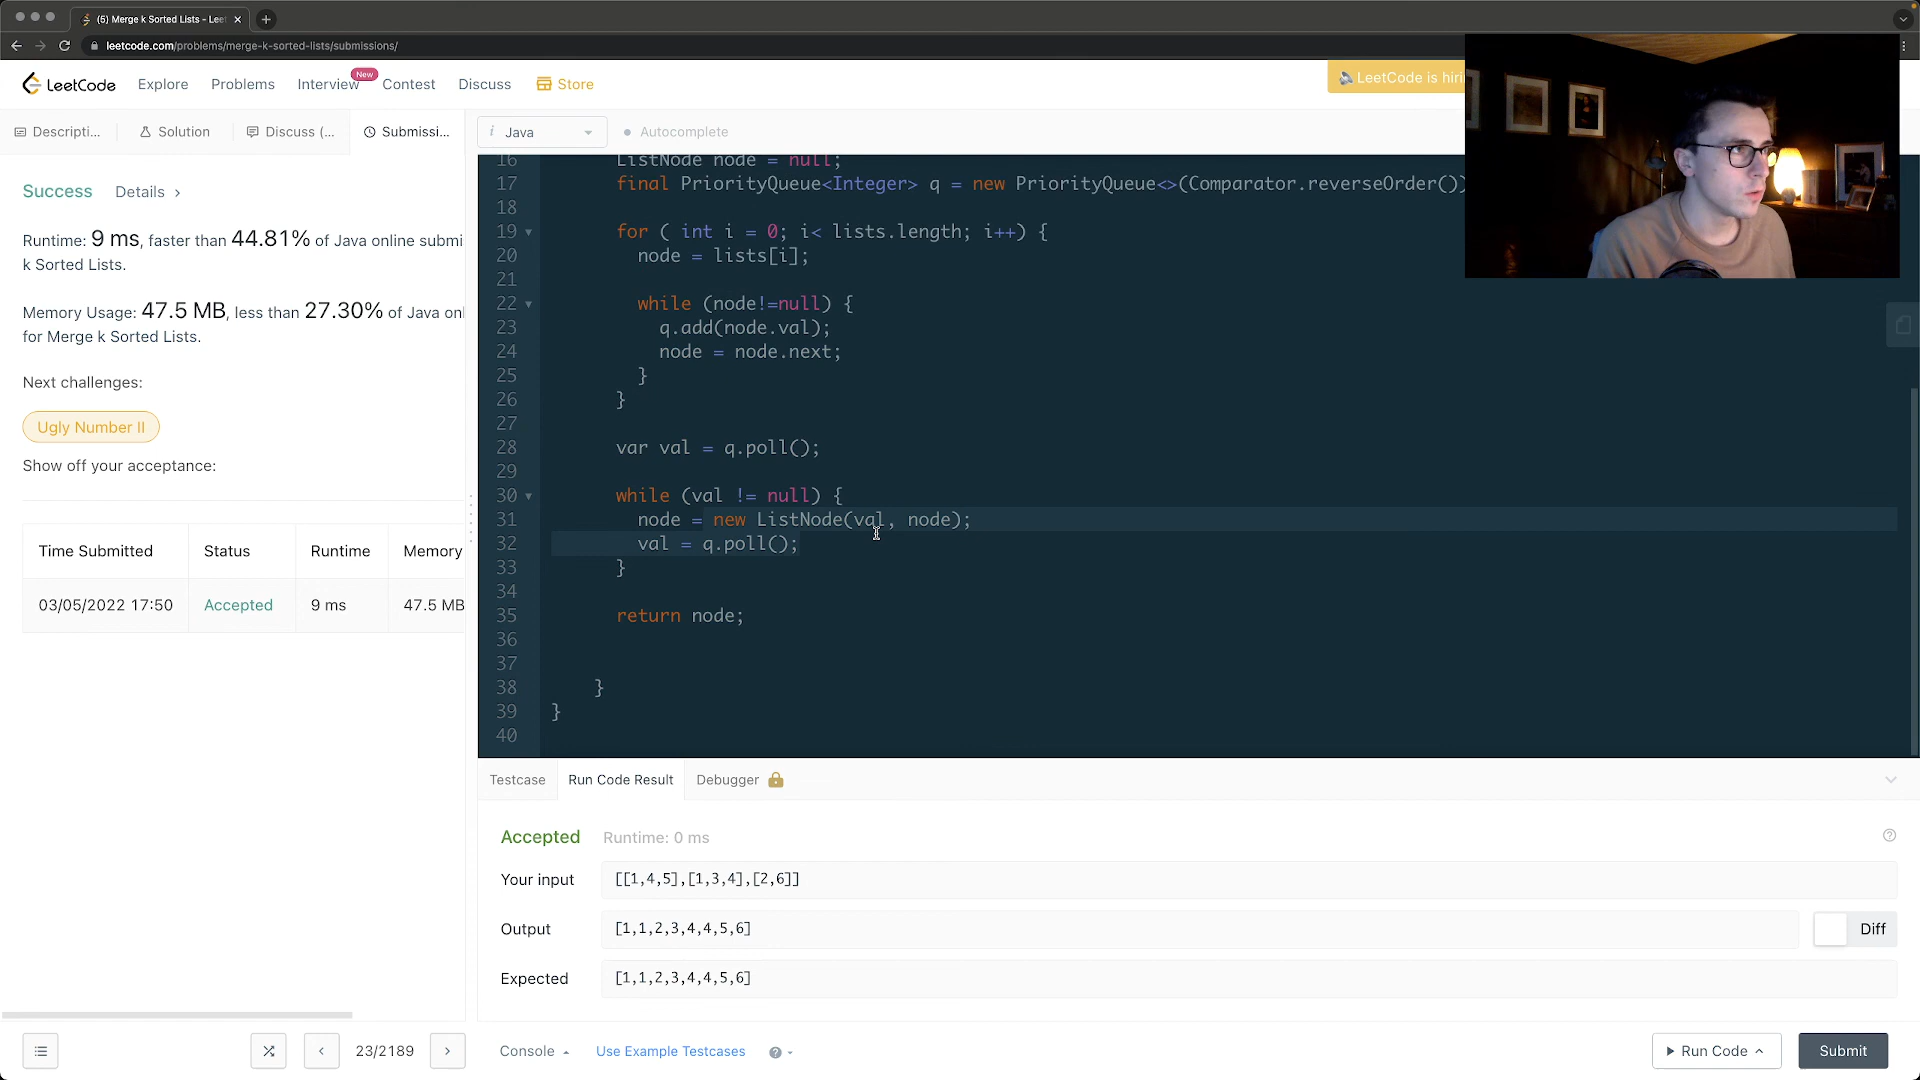 (6) Merge k Sorted Lists - Leet
leetcode.com/problems/merge-k-sorted-lists/submissions/
LeetCode Explore Problems Interview New Contest Discuss Store
LeetCode is hiri
Descripti... Solution Discuss (... Submissi...
i Java Autocomplete
Success Details >
Runtime: 9 ms, faster than 44.81% of Java online submi
k Sorted Lists.
Memory Usage: 47.5 MB, less than 27.30% of Java onl
for Merge k Sorted Lists.
Next challenges:
Ugly Number II
Show off your acceptance:
Time Submitted Status Runtime Memory
03/05/2022 17:50 Accepted 9 ms 47.5 MB
16 ListNode node = null;
17 final PriorityQueue<Integer> q = new PriorityQueue<>(Comparator.reverseOrder())
18
19 for ( int i = 0; i< lists.length; i++) {
20 node = lists[i];
21
22 while (node!=null) {
23 q.add(node.val);
24 node = node.next;
25 }
26 }
27
28 var val = q.poll();
29
30 while (val != null) {
31 node = new ListNode(val, node);
32 val = q.poll();
33 }
34
35 return node;
36
37
38 }
39 }
40
Testcase Run Code Result Debugger
Accepted Runtime: 0 ms
Your input [[1,4,5],[1,3,4],[2,6]]
Output [1,1,2,3,4,4,5,6]
Diff
Expected [1,1,2,3,4,4,5,6]
23/2189
Console Use Example Testcases
Run Code Submit